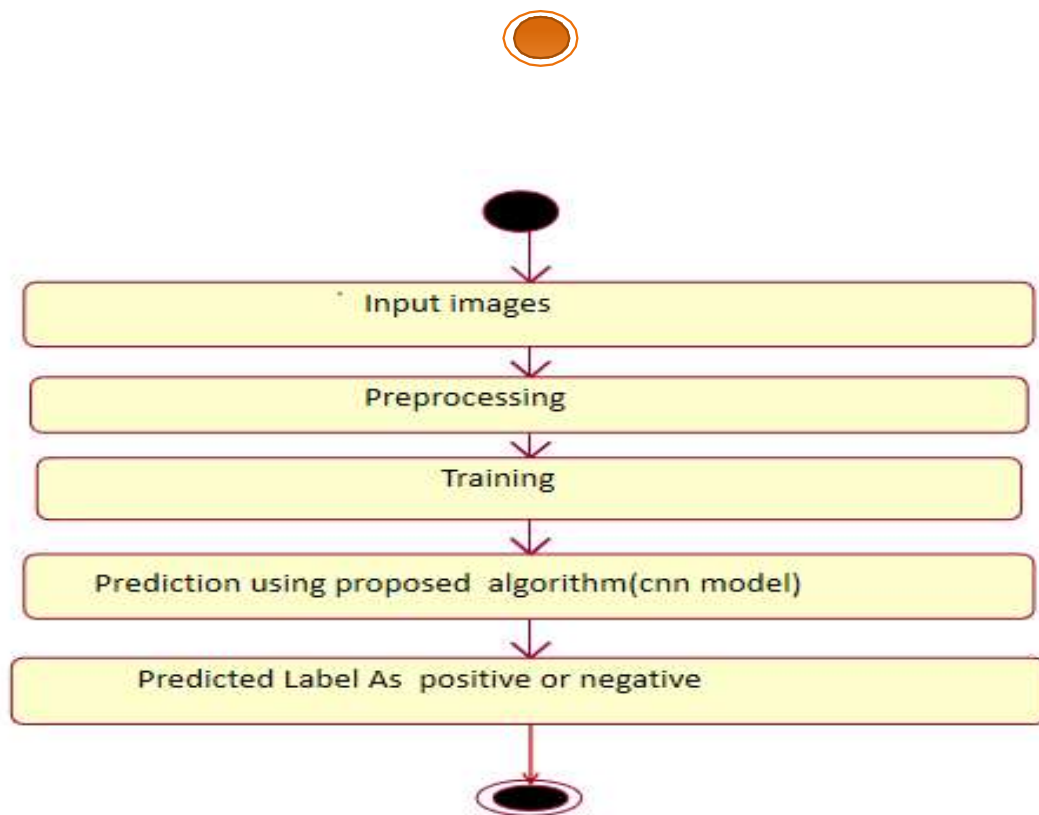 Input images
Preprocessing
Training
Prediction using proposed algorithm(cnn model)
Predicted Label As positive or negative